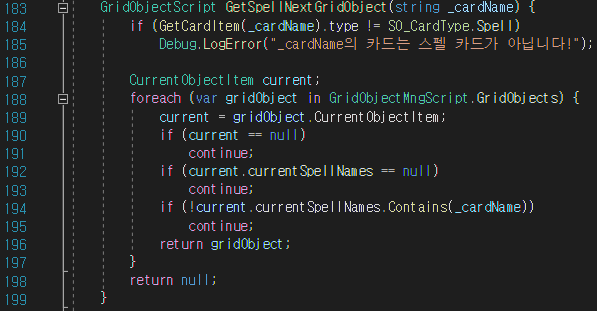 183 GridObjectScript GetSpellNextGridObject(string _cardName) {
184 if (GetCardItem(_cardName).type != SO_CardType.Spell)
185 Debug.LogError("_cardName의 카드는 스펠 카드가 아닙니다!");
186
187 CurrentObjectItem current;
188 foreach (var gridObject in GridObjectMngScript.GridObjects) {
189 current = gridObject.CurrentObjectItem;
190 if (current == null)
191 continue;
192 if (current.currentSpellNames == null)
193 continue;
194 if (!current.currentSpellNames.Contains(_cardName))
195 continue;
196 return gridObject;
197 }
198 return null;
199 }